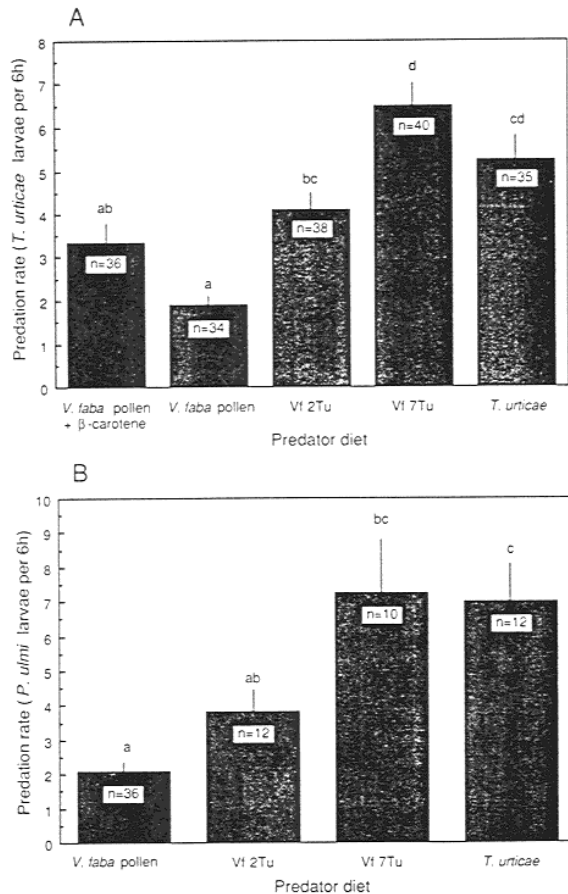 A
Predation rate (T. urticae larvae per 6h)
8
7
6
5
4
3
2
1
0
ab
a
bc
d
cd
n=36
n=34
n=38
n=40
n=35
V. faba pollen
+ β-carotene
V. faba pollen
Vf 2Tu
Vf 7Tu
T. urticae
Predator diet
B
Predation rate (P. ulmi larvae per 6h)
10
9
8
7
6
5
4
3
2
1
0
a
ab
bc
c
n=36
n=12
n=10
n=12
V. faba pollen
Vf 2Tu
Vf 7Tu
T. urticae
Predator diet